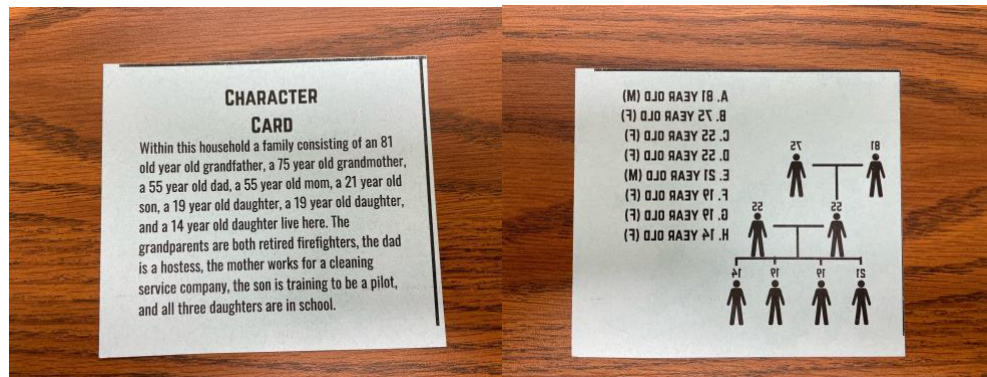 CHARACTER
CARD
Within this household a family consisting of an 81
old year old grandfather, a 75 year old grandmother,
a 55 year old dad, a 55 year old mom, a 21 year old
son, a 19 year old daughter, a 19 year old daughter,
and a 14 year old daughter live here. The
grandparents are both retired firefighters, the dad
is a hostess, the mother works for a cleaning
service company, the son is training to be a pilot,
and all three daughters are in school.
A. 81 YEAR OLD (M)
B. 75 YEAR OLD (F)
C. 55 YEAR OLD (F)
D. 55 YEAR OLD (F)
E. 21 YEAR OLD (M)
F. 19 YEAR OLD (F)
G. 19 YEAR OLD (F)
H. 14 YEAR OLD (F)
81 75
55 55
21 19 19 14